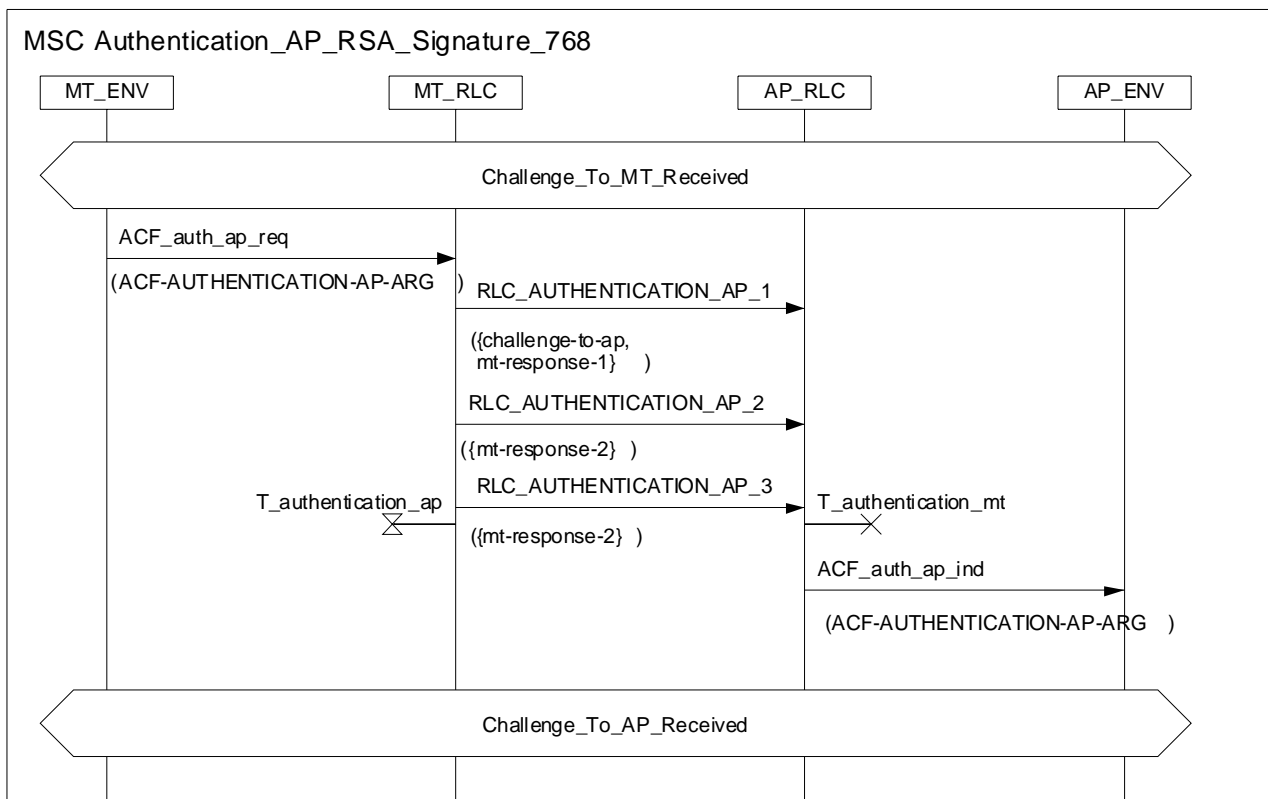 MSC Authentication_AP_RSA_Signature_768
MT_ENV MT_RLC AP_RLC AP_ENV
Challenge_To_MT_Received
ACF_auth_ap_req
(ACF-AUTHENTICATION-AP-ARG )
RLC_AUTHENTICATION_AP_1
({challenge-to-ap,
mt-response-1} )
RLC_AUTHENTICATION_AP_2
({mt-response-2} )
RLC_AUTHENTICATION_AP_3
T_authentication_ap T_authentication_mt
({mt-response-2} )
ACF_auth_ap_ind
(ACF-AUTHENTICATION-AP-ARG )
Challenge_To_AP_Received